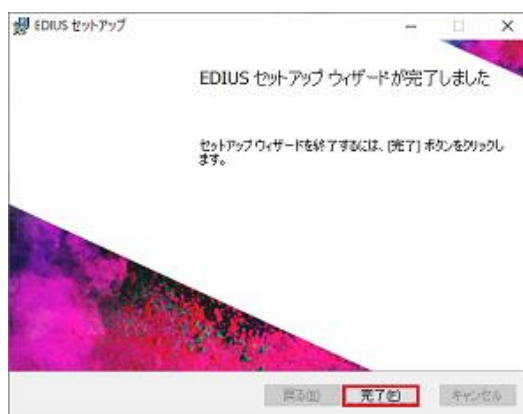 EDIUS セットアップ
EDIUS セットアップ ウィザードが完了しました
セットアップ ウィザードを終了するには、[完了] ボタンをクリックし
ます。
戻る(B) 完了(F) キャンセル